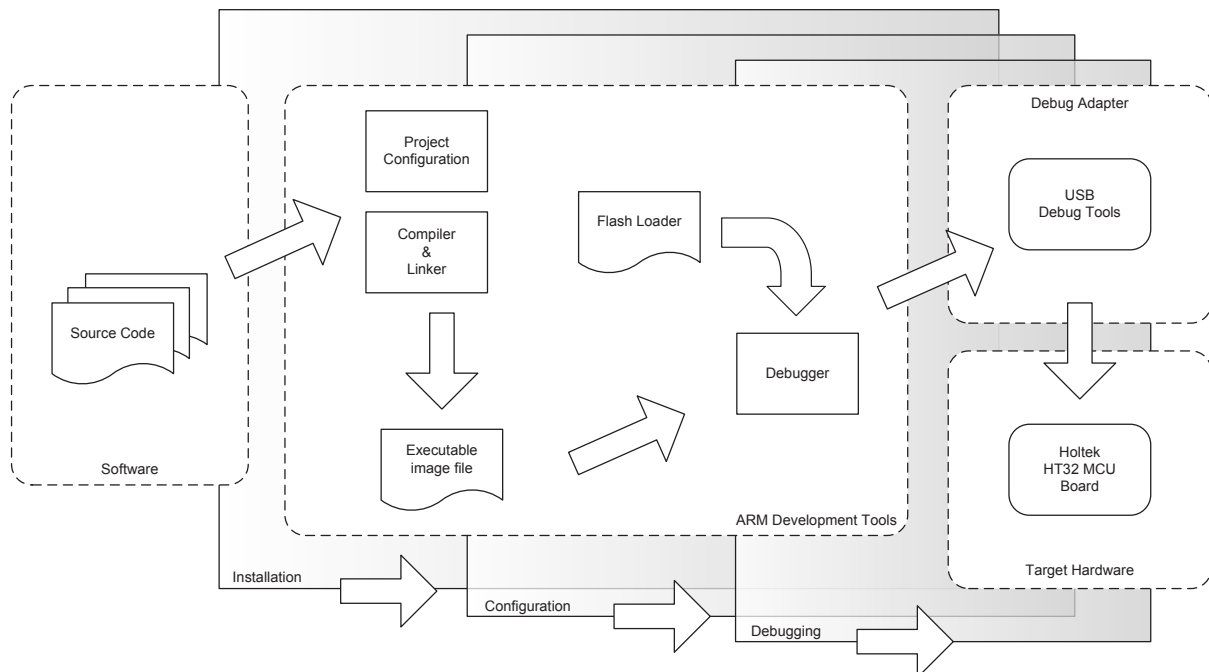 Debug Adapter
Project
Configuration
USB
Debug Tools
Flash Loader
Compiler
&
Linker
Source Code
Debugger
Executable
image file
Holtek
HT32 MCU
Board
Software
ARM Development Tools
Target Hardware
Installation
Configuration
Debugging